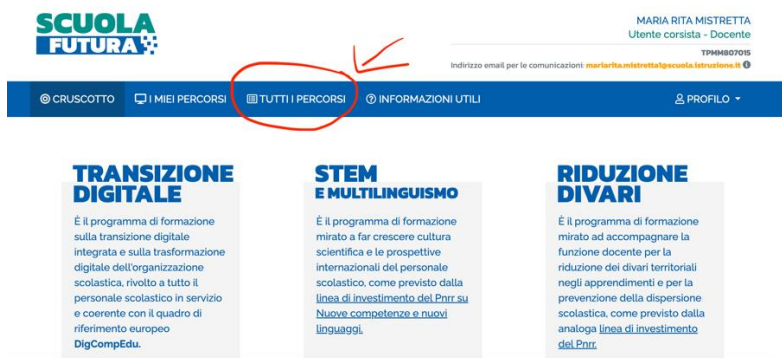 SCUOLA
FUTURA
MARIA RITA MISTRETTA
Utente corsista - Docente
TPMM807015
Indirizzo email per le comunicazioni: mariarita.mistretta1@scuola.istruzione.it
CRUSCOTTO I MIEI PERCORSI TUTTI I PERCORSI INFORMAZIONI UTILI PROFILO
TRANSIZIONE
DIGITALE
È il programma di formazione
sulla transizione digitale
integrata e sulla trasformazione
digitale dell'organizzazione
scolastica, rivolto a tutto il
personale scolastico in servizio
e coerente con il quadro di
riferimento europeo
DigCompEdu.
STEM
E MULTILINGUISMO
È il programma di formazione
mirato a far crescere cultura
scientifica e le prospettive
internazionali del personale
scolastico, come previsto dalla
linea di investimento del Pnrr su
Nuove competenze e nuovi
linguaggi.
RIDUZIONE
DIVARI
È il programma di formazione
mirato ad accompagnare la
funzione docente per la
riduzione dei divari territoriali
negli apprendimenti e per la
prevenzione della dispersione
scolastica, come previsto dalla
analoga linea di investimento
del Pnrr.